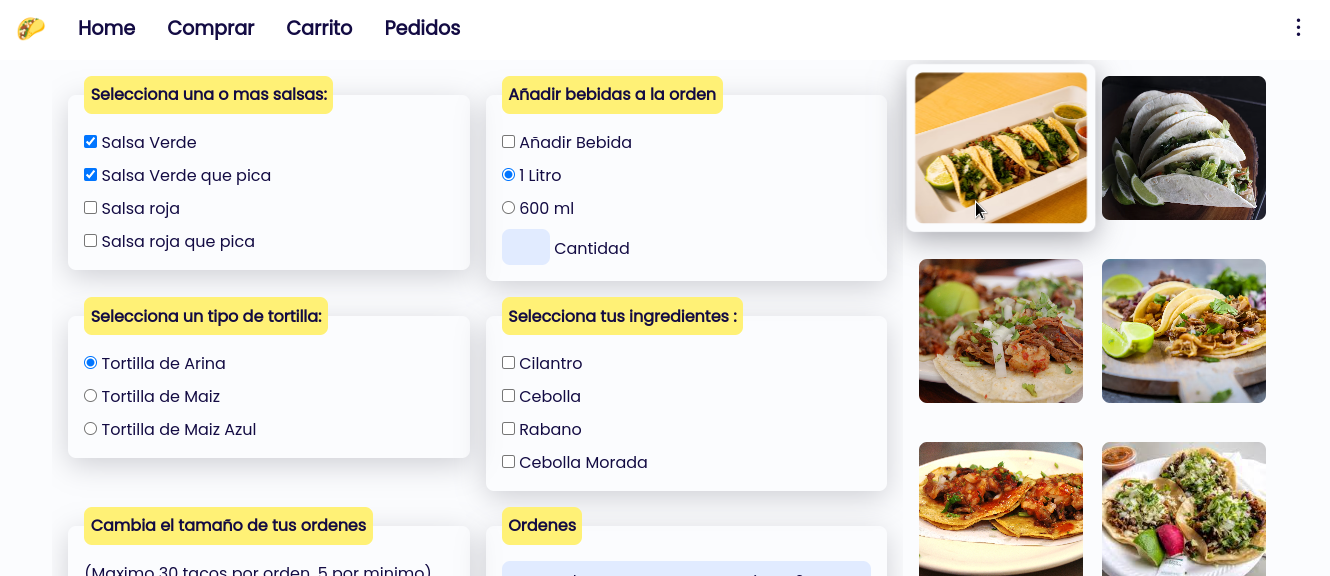 Home Comprar Carrito Pedidos
Selecciona una o mas salsas:
Salsa Verde
Salsa Verde que pica
Salsa roja
Salsa roja que pica
Añadir bebidas a la orden
Añadir Bebida
1 Litro
600 ml
Cantidad
Selecciona un tipo de tortilla:
Tortilla de Arina
Tortilla de Maiz
Tortilla de Maiz Azul
Selecciona tus ingredientes :
Cilantro
Cebolla
Rabano
Cebolla Morada
Cambia el tamaño de tus ordenes
(Maximo 30 tacos por orden, 5 por minimo)
Ordenes